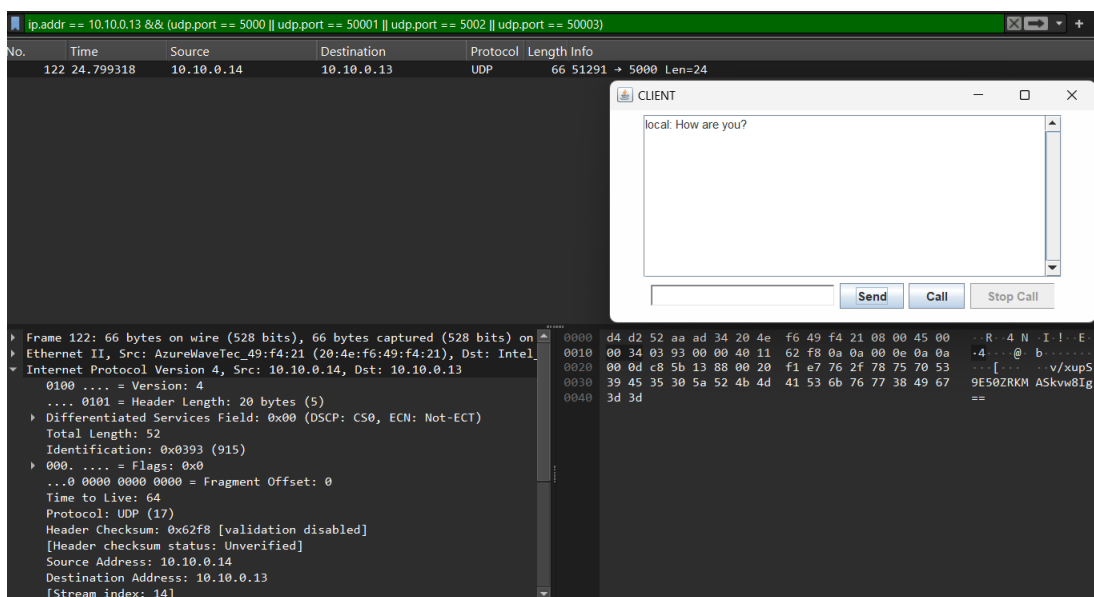 ip.addr == 10.10.0.13 && (udp.port == 5000 || udp.port == 50001 || udp.port == 5002 || udp.port == 50003)
No. Time Source Destination Protocol Length Info
122 24.799318 10.10.0.14 10.10.0.13 UDP 66 51291 → 5000 Len=24
CLIENT
local: How are you?
Send Call Stop Call
Frame 122: 66 bytes on wire (528 bits), 66 bytes captured (528 bits) on
Ethernet II, Src: AzureWaveTec_49:f4:21 (20:4e:f6:49:f4:21), Dst: Intel_
Internet Protocol Version 4, Src: 10.10.0.14, Dst: 10.10.0.13
0100 .... = Version: 4
.... 0101 = Header Length: 20 bytes (5)
Differentiated Services Field: 0x00 (DSCP: CS0, ECN: Not-ECT)
Total Length: 52
Identification: 0x0393 (915)
000. .... = Flags: 0x0
...0 0000 0000 0000 = Fragment Offset: 0
Time to Live: 64
Protocol: UDP (17)
Header Checksum: 0x62f8 [validation disabled]
[Header checksum status: Unverified]
Source Address: 10.10.0.14
Destination Address: 10.10.0.13
[Stream index: 14]
0000 d4 d2 52 aa ad 34 20 4e f6 49 f4 21 08 00 45 00 ··R··4 N ·I·!··E·
0010 00 34 03 93 00 00 40 11 62 f8 0a 0a 00 0e 0a 0a ·4····@· b·······
0020 00 0d c8 5b 13 88 00 20 f1 e7 76 2f 78 75 70 53 ···[··· ··v/xupS
0030 39 45 35 30 5a 52 4b 4d 41 53 6b 76 77 38 49 67 9E50ZRKM ASkvw8Ig
0040 3d 3d ==